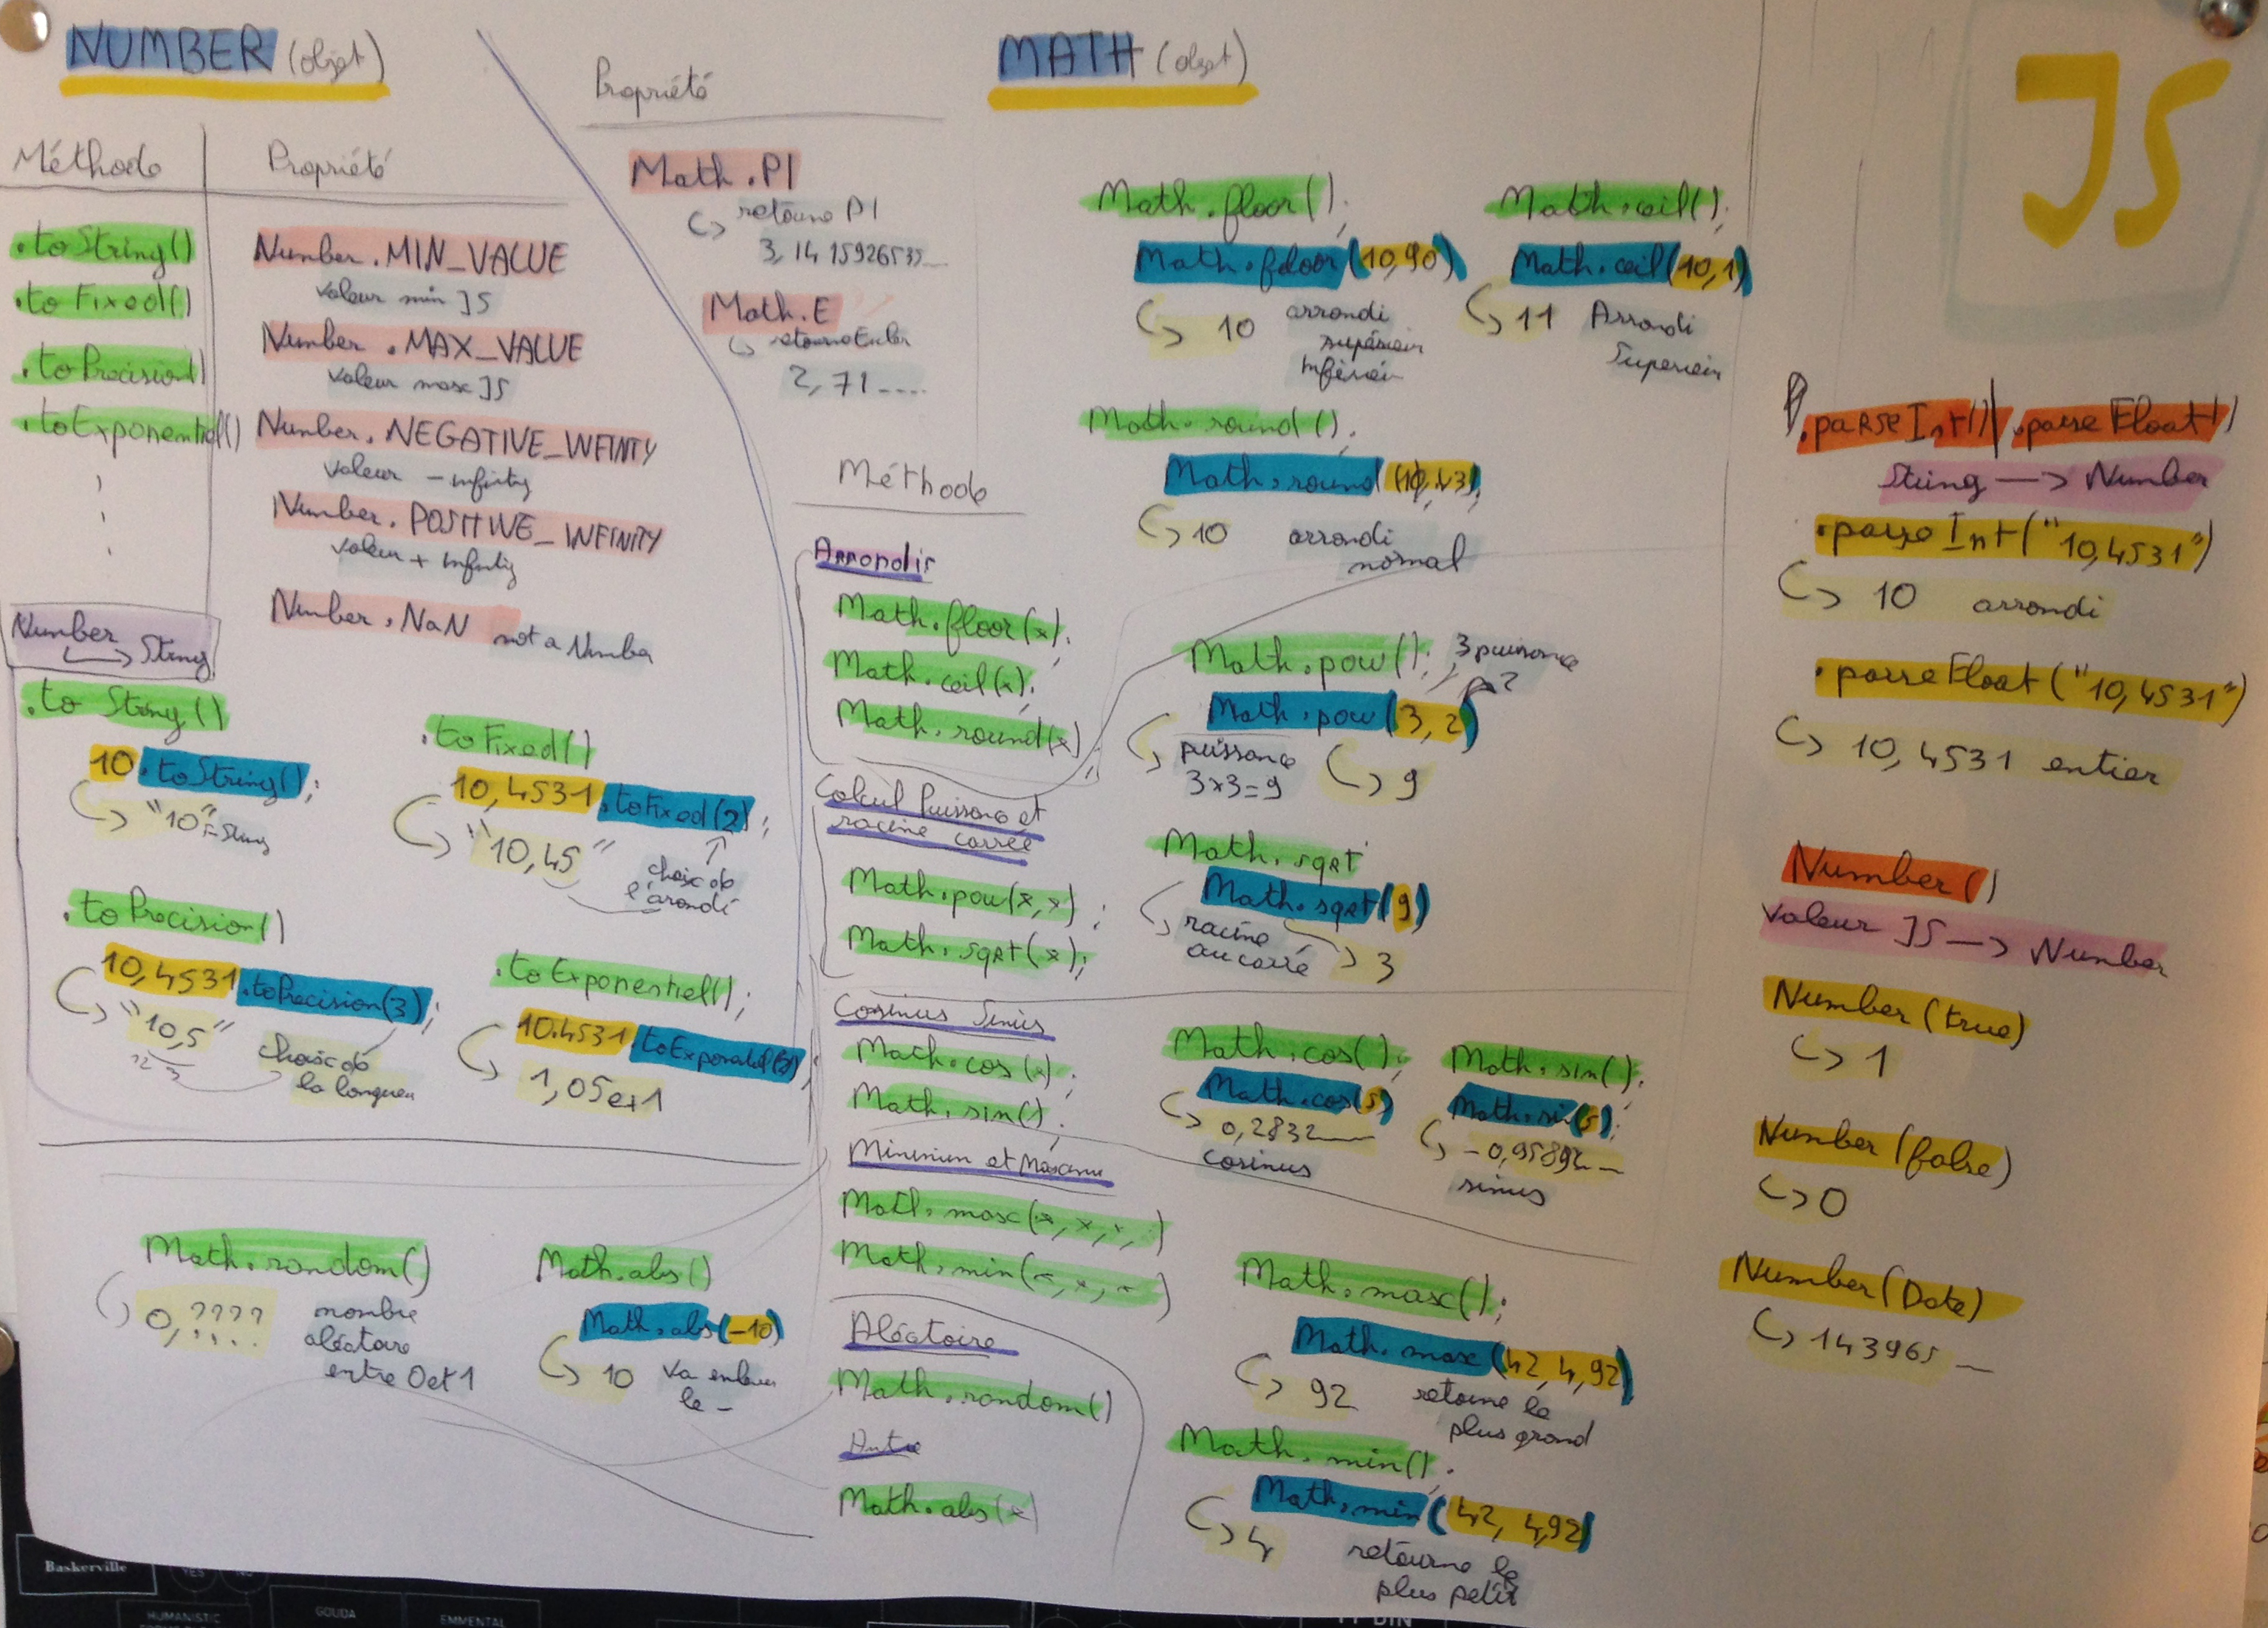 NUMBER (objet)
Méthode
Propriété
.toString()
.toFixed()
.toPrecision()
.toExponentiel()
Number.MIN_VALUE
valeur min JS
Number.MAX_VALUE
valeur max JS
Number.NEGATIVE_INFINTY
valeur - infinity
Number.POSITIVE_INFINITY
valeur + infinity
Number.NaN not a Number
Number
→ String
.toString()
10.toString();
→ "10" = String
.toFixed()
10,4531.toFixed(2);
→ "10,45"
choix de
l'arondi
.toPrecision()
10,4531.toPrecision(3);
→ "10,5"
choix de
la longueur
.toExponentiel();
10.4531.toExponentiel(2);
→ 1,05e+1
Math.random()
→ 0,????
nombre
aléatoire
entre 0 et 1
Math.abs()
Math.abs(-10)
→ 10 va enlever
le -
MATH (objet)
Propriété
Math.PI
→ retourne PI
3,1415926535...
Math.E
→ retourne Euler
2,71....
Méthode
Arrondir
Math.floor(x);
Math.ceil(x);
Math.round(x);
Calcul Puissance et
racine carrée
Math.pow(x,x);
Math.sqrt(x);
Cosinus Sinus
Math.cos(x);
Math.sin();
Minimum et Maximum
Math.max(x,x,x,)
Math.min(x,x,x)
Aléatoire
Math.random()
Autre
Math.abs(x)
Math.floor();
Math.floor(10,90)
→ 10 arrondi
supérieur
Inférieur
Math.ceil();
Math.ceil(10,1)
→ 11 Arrondi
Superieur
Math.round();
Math.round(10,43);
→ 10 arrondi
normal
Math.pow();
3 puissance
2
Math.pow(3,2)
→ puissance
3x3=9
→ 9
Math.sqrt
Math.sqrt(9)
→ racine
au carré
→ 3
Math.cos();
Math.cos(5)
→ 0,2832...
cosinus
Math.sin();
Math.sin(5);
→ -0,95892...
sinus
Math.max();
Math.max(42,4,92)
→ 92 retourne le
plus grand
Math.min();
Math.min(42,4,92)
→ 4 retourne le
plus petit
JS
.parseInt() | .parseFloat()
String → Number
.parseInt("10,4531")
→ 10 arrondi
.parseFloat("10,4531")
→ 10,4531 entier
Number()
Valeur JS → Number
Number(true)
→ 1
Number(false)
→ 0
Number(Date)
→ 143965...
Baskerville
YES
NO
HUMANISTIC
GOUDA
EMMENTAL
DIN